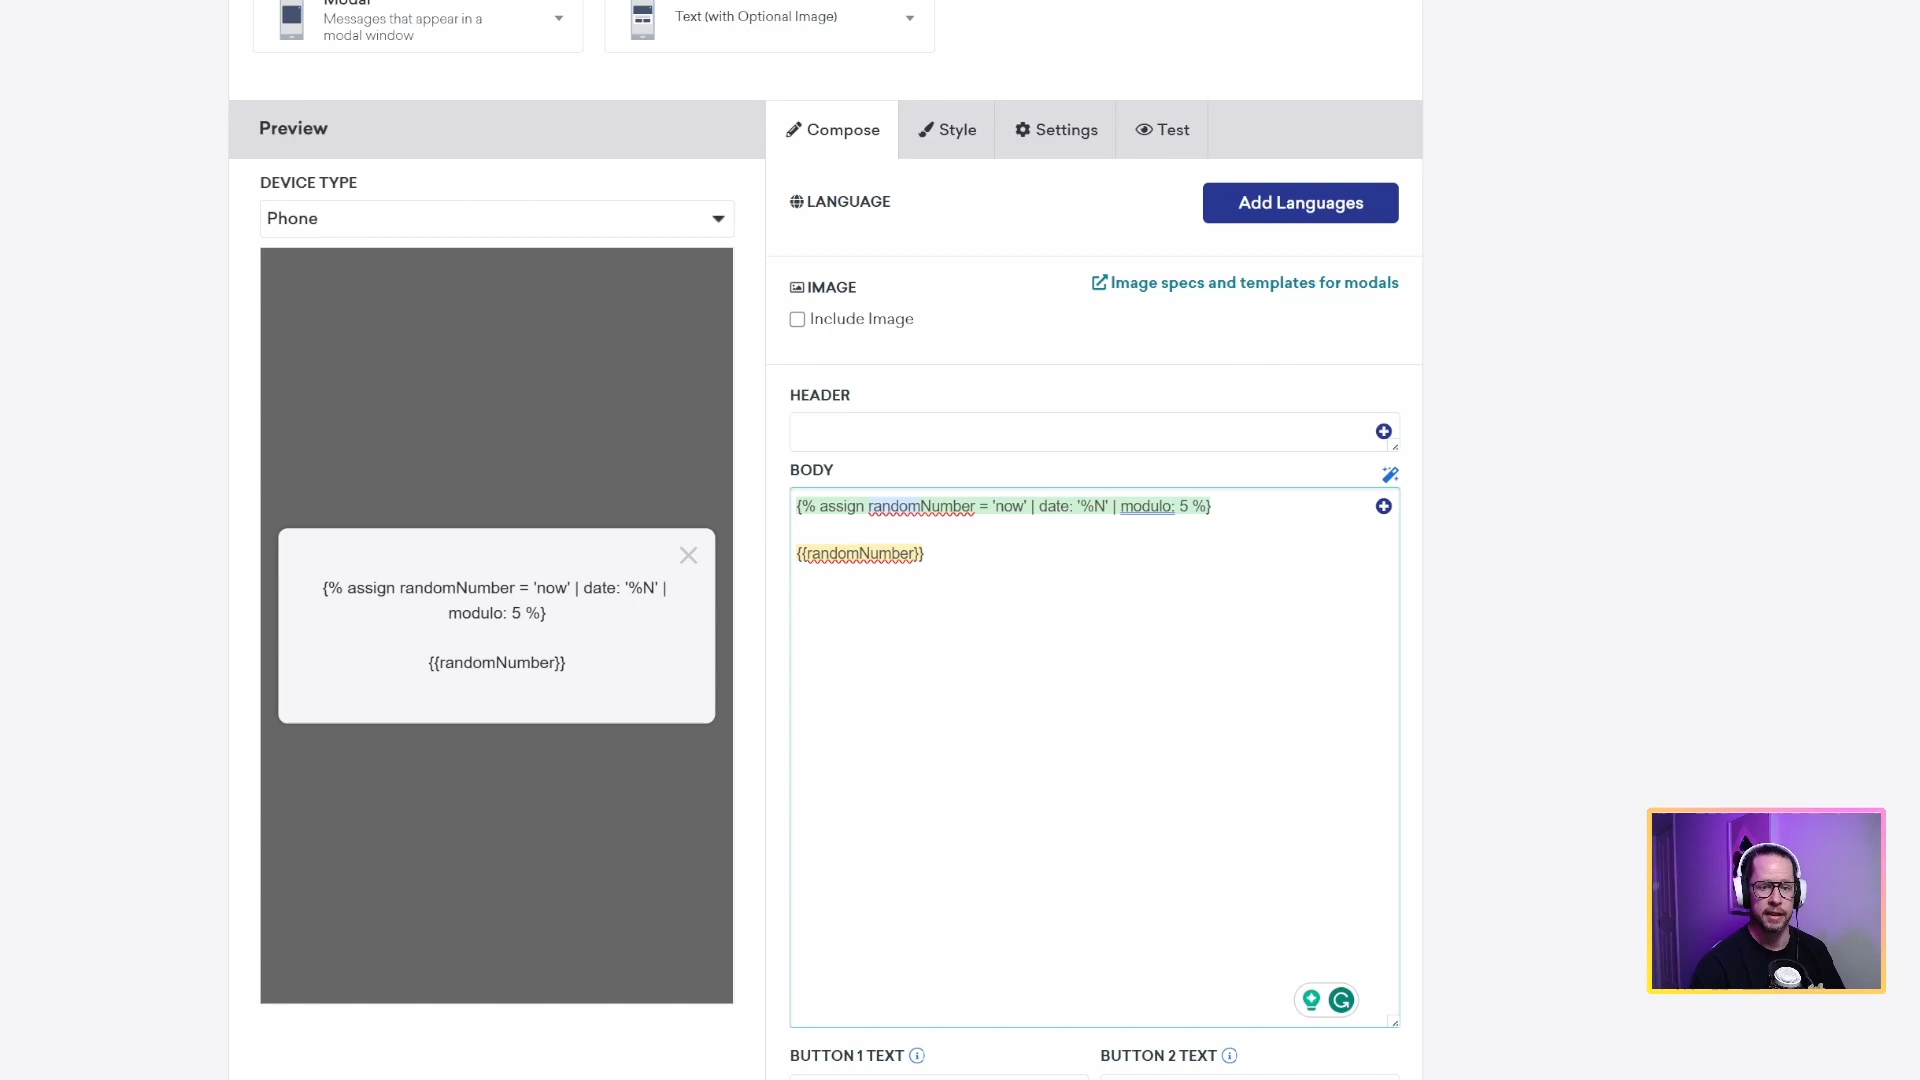 Modal
Messages that appear in a
modal window
Text (with Optional Image)
Preview
Compose
Style
Settings
Test
DEVICE TYPE
Phone
{% assign randomNumber = 'now' | date: '%N' |
modulo: 5 %}
{{randomNumber}}
LANGUAGE
Add Languages
IMAGE
Image specs and templates for modals
Include Image
HEADER
BODY
{% assign randomNumber = 'now' | date: '%N' | modulo: 5 %}
{{randomNumber}}
BUTTON 1 TEXT
BUTTON 2 TEXT